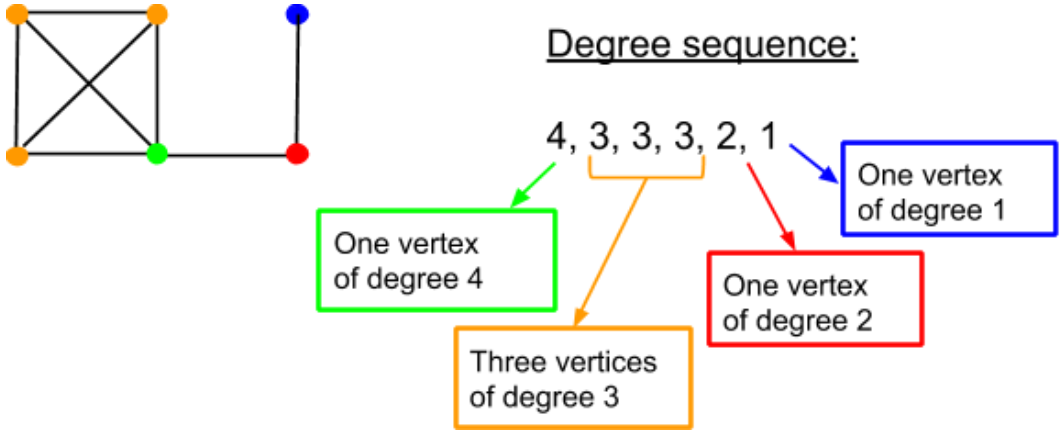 Degree sequence:
4, 3, 3, 3, 2, 1
One vertex
of degree 1
One vertex
of degree 4
One vertex
of degree 2
Three vertices
of degree 3